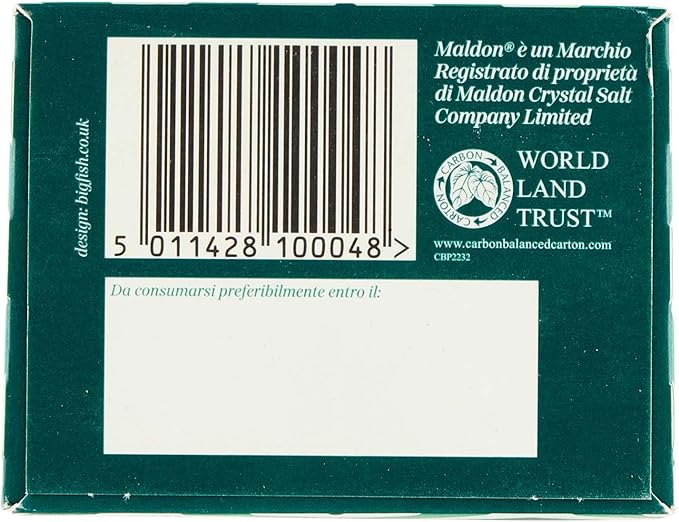 Maldon® è un Marchio
Registrato di proprietà
di Maldon Crystal Salt
Company Limited
design: bigfish.co.uk
CARBON BALANCED CARTON
WORLD
LAND
TRUST™
www.carbonbalancedcarton.com
CBP2232
5 011428 100048 >
Da consumarsi preferibilmente entro il: